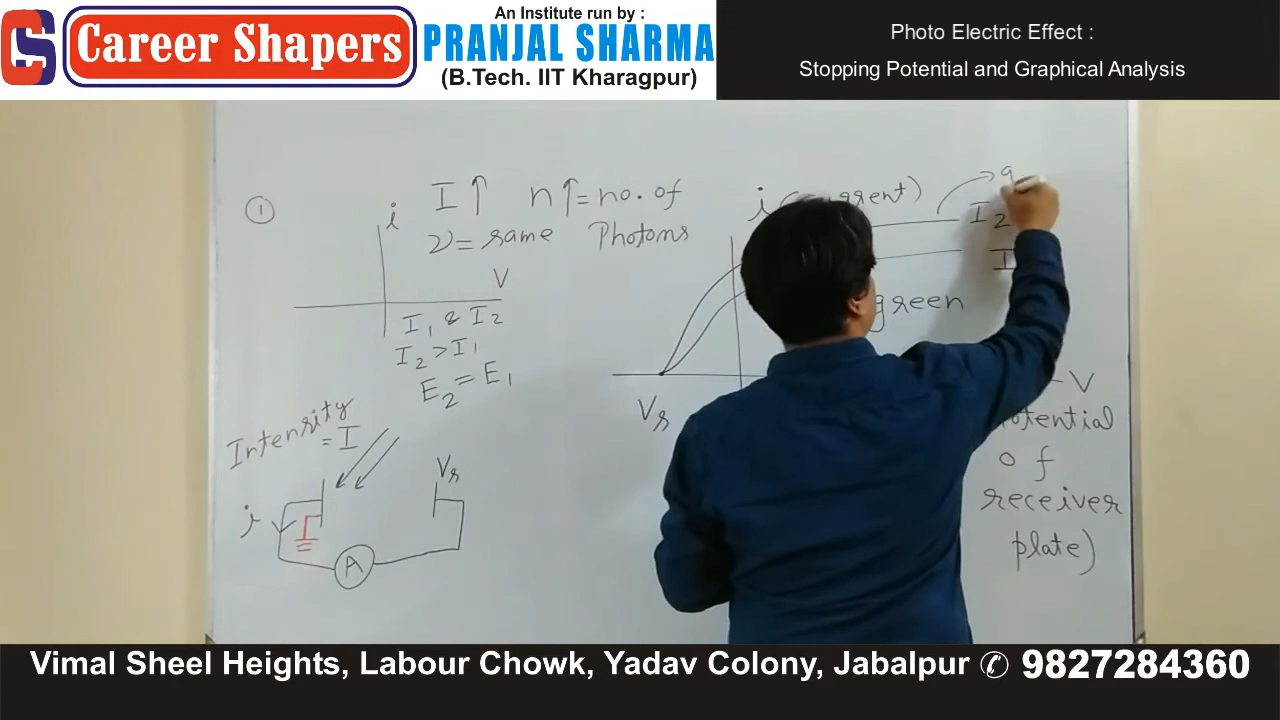 Career Shapers
An Institute run by :
PRANJAL SHARMA
(B.Tech. IIT Kharagpur)
Photo Electric Effect :
Stopping Potential and Graphical Analysis
1
i
I↑ n↑=no. of
ν= same Photons
V
I₁ & I₂
I₂ > I₁
E₂ = E₁
Intensity
= I
i
A
Vs
i
I₂
I
green
Vs
V
of
receiver
plate)
Vimal Sheel Heights, Labour Chowk, Yadav Colony, Jabalpur ✆ 9827284360